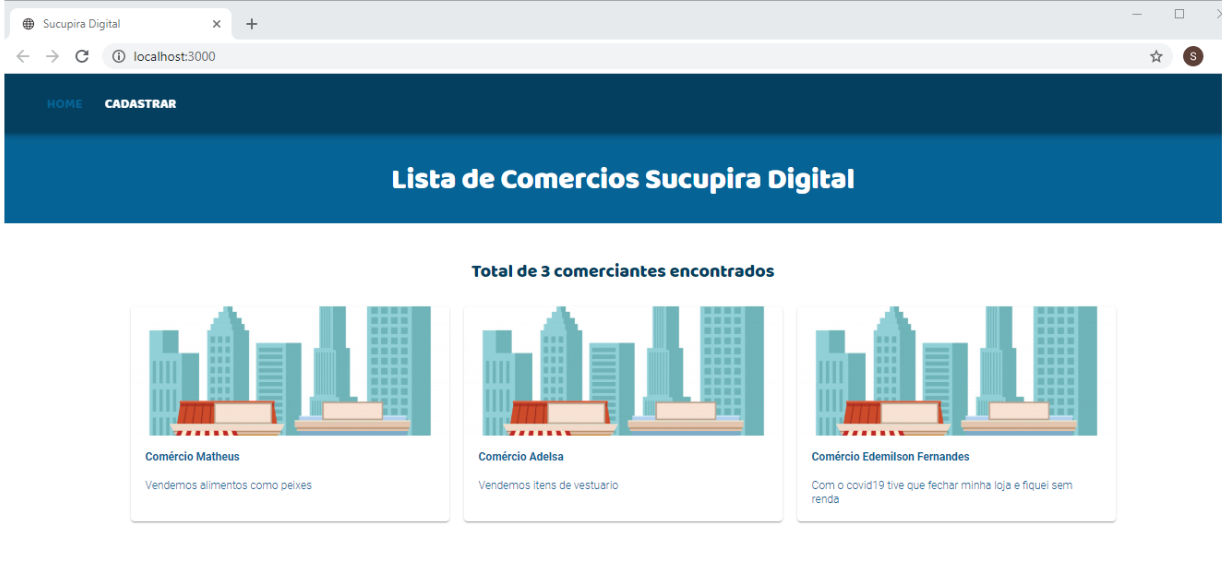 Sucupira Digital
localhost:3000
S
HOME CADASTRAR
Lista de Comercios Sucupira Digital
Total de 3 comerciantes encontrados
Comércio Matheus
Vendemos alimentos como peixes
Comércio Adelsa
Vendemos itens de vestuario
Comércio Edemilson Fernandes
Com o covid19 tive que fechar minha loja e fiquei sem
renda